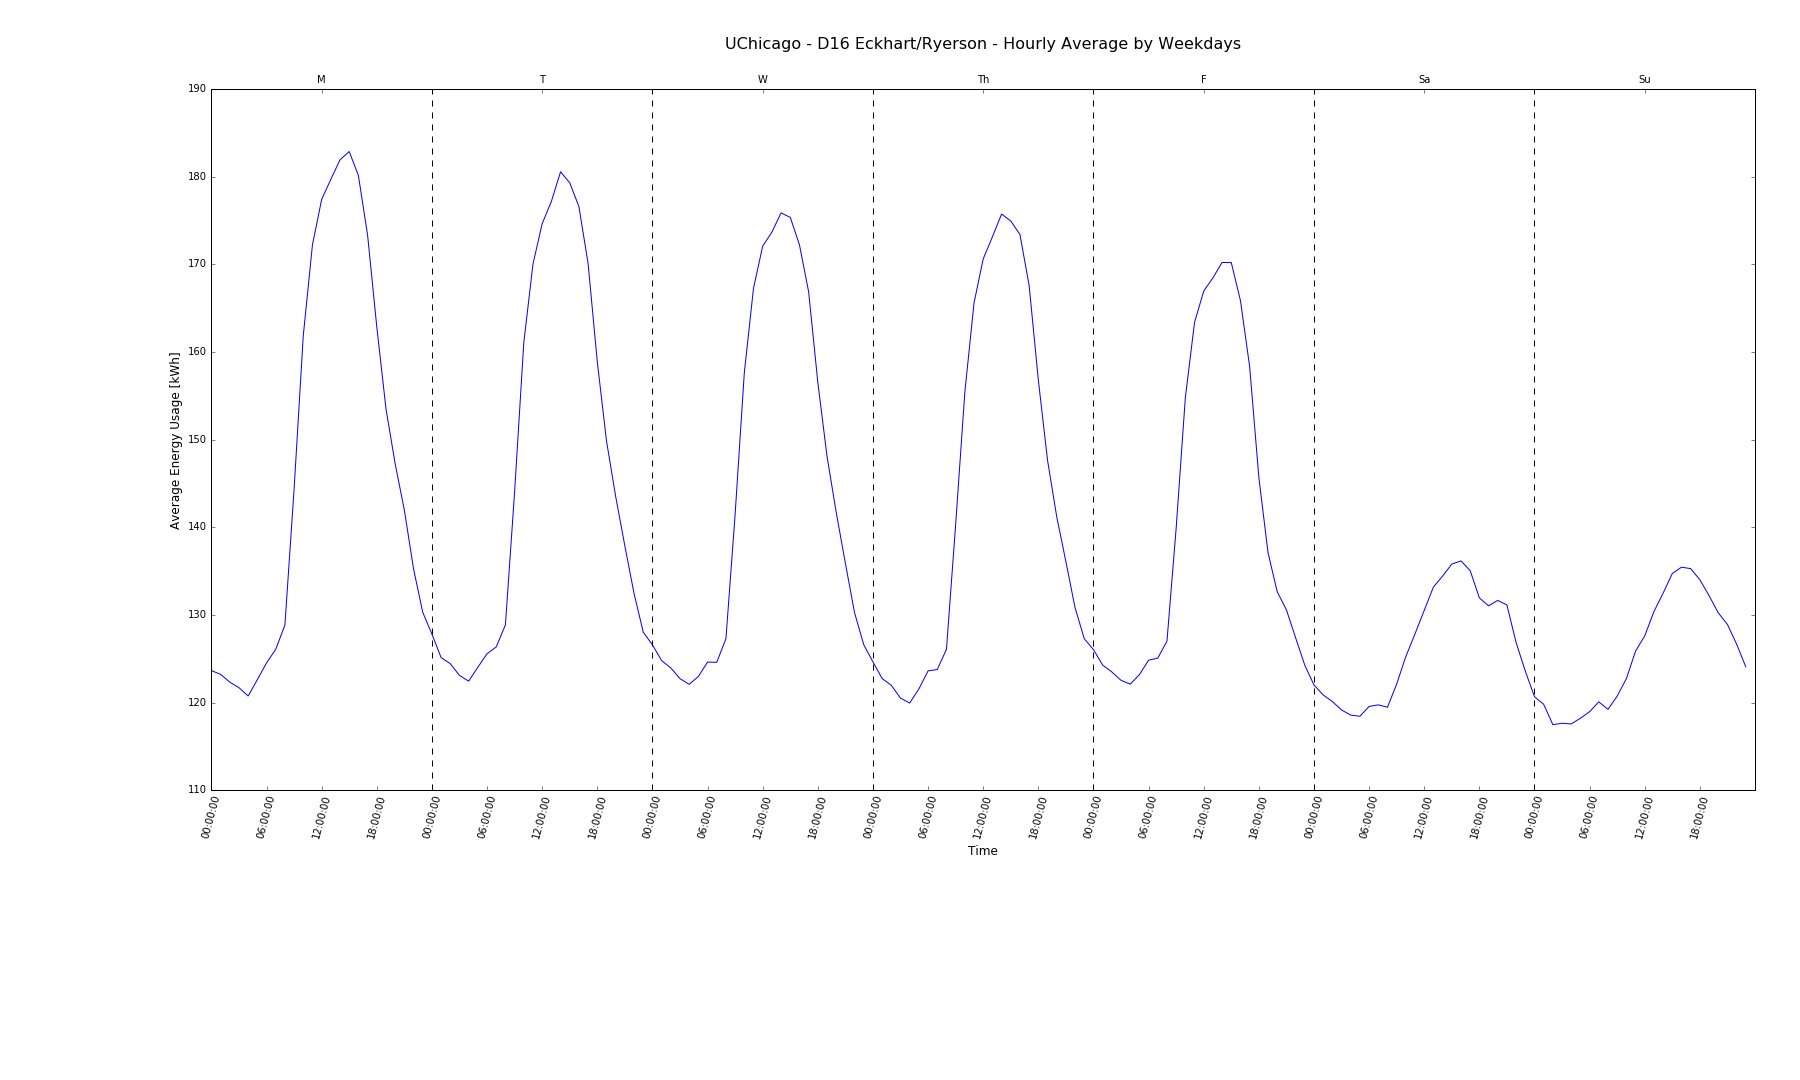 UChicago - D16 Eckhart/Ryerson - Hourly Average by Weekdays
M T W Th F Sa Su
190
180
170
160
150
140
130
120
110
Average Energy Usage [kWh]
00:00:00 06:00:00 12:00:00 18:00:00 00:00:00 06:00:00 12:00:00 18:00:00 00:00:00 06:00:00 12:00:00 18:00:00 00:00:00 06:00:00 12:00:00 18:00:00 00:00:00 06:00:00 12:00:00 18:00:00 00:00:00 06:00:00 12:00:00 18:00:00 00:00:00 06:00:00 12:00:00 18:00:00
Time